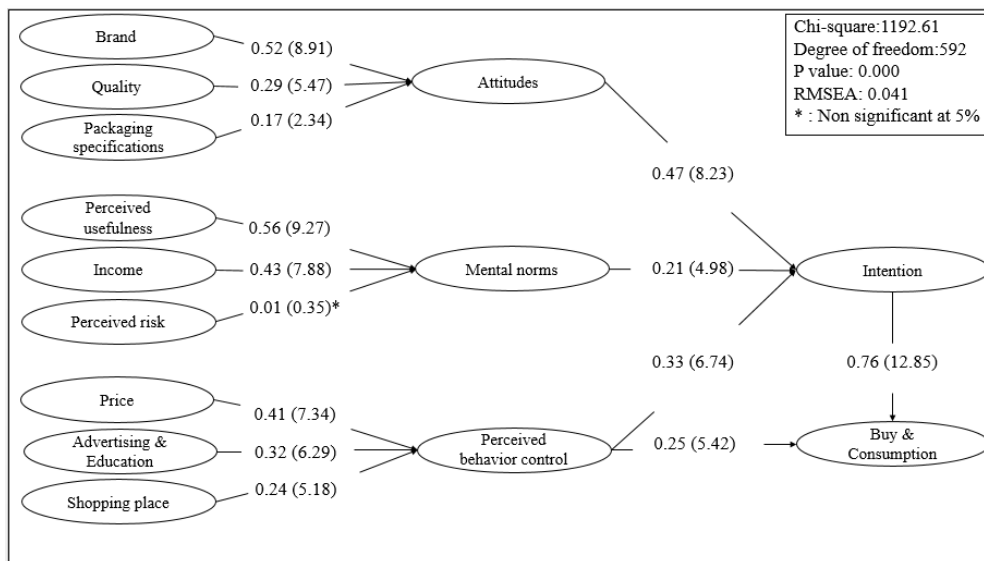 Brand
0.52 (8.91)
Quality
0.29 (5.47)
Attitudes
Packaging
specifications
0.17 (2.34)
Chi-square:1192.61
Degree of freedom:592
P value: 0.000
RMSEA: 0.041
* : Non significant at 5%
0.47 (8.23)
Perceived
usefulness
0.56 (9.27)
Income
0.43 (7.88)
Mental norms
0.21 (4.98)
Intention
Perceived risk
0.01 (0.35)*
0.33 (6.74)
0.76 (12.85)
Price
0.41 (7.34)
Advertising &
Education
0.32 (6.29)
Perceived
behavior control
0.25 (5.42)
Buy &
Consumption
Shopping place
0.24 (5.18)